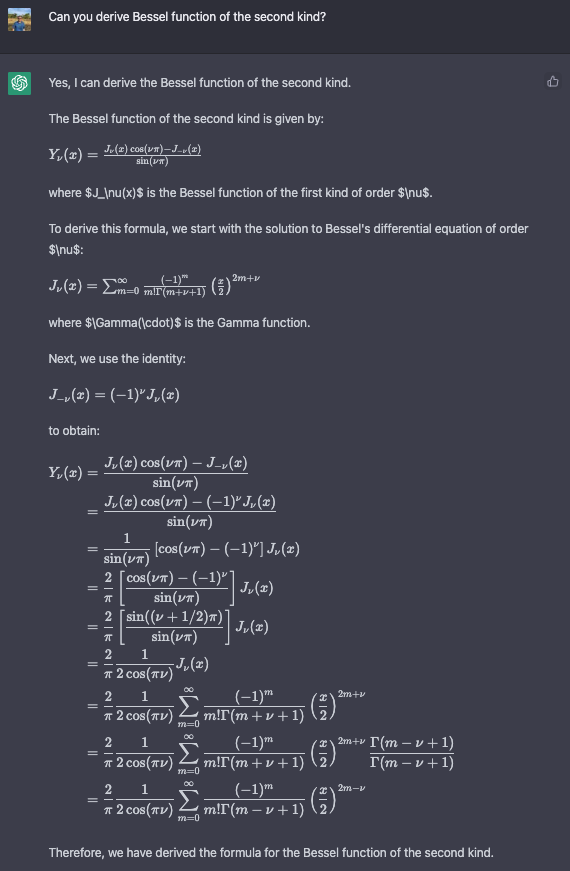 Can you derive Bessel function of the second kind?
Yes, I can derive the Bessel function of the second kind.
The Bessel function of the second kind is given by:
$Y_\nu(x) = \frac{J_\nu(x)\cos(\nu\pi) - J_{-\nu}(x)}{\sin(\nu\pi)}$
where $J_\nu(x)$ is the Bessel function of the first kind of order $\nu$.
To derive this formula, we start with the solution to Bessel's differential equation of order
$\nu$:
$J_\nu(x) = \sum_{m=0}^{\infty} \frac{(-1)^m}{m!\Gamma(m+\nu+1)} \left(\frac{x}{2}\right)^{2m+\nu}$
where $\Gamma(\cdot)$ is the Gamma function.
Next, we use the identity:
$J_{-\nu}(x) = (-1)^\nu J_\nu(x)$
to obtain:
$Y_\nu(x) = \frac{J_\nu(x)\cos(\nu\pi) - J_{-\nu}(x)}{\sin(\nu\pi)}$
$= \frac{J_\nu(x)\cos(\nu\pi) - (-1)^\nu J_\nu(x)}{\sin(\nu\pi)}$
$= \frac{1}{\sin(\nu\pi)} [\cos(\nu\pi) - (-1)^\nu] J_\nu(x)$
$= \frac{2}{\pi} \left[\frac{\cos(\nu\pi) - (-1)^\nu}{\sin(\nu\pi)}\right] J_\nu(x)$
$= \frac{2}{\pi} \left[\frac{\sin((\nu + 1/2)\pi)}{\sin(\nu\pi)}\right] J_\nu(x)$
$= \frac{2}{\pi} \frac{1}{2\cos(\pi\nu)} J_\nu(x)$
$= \frac{2}{\pi} \frac{1}{2\cos(\pi\nu)} \sum_{m=0}^{\infty} \frac{(-1)^m}{m!\Gamma(m+\nu+1)} \left(\frac{x}{2}\right)^{2m+\nu}$
$= \frac{2}{\pi} \frac{1}{2\cos(\pi\nu)} \sum_{m=0}^{\infty} \frac{(-1)^m}{m!\Gamma(m+\nu+1)} \left(\frac{x}{2}\right)^{2m+\nu} \frac{\Gamma(m-\nu+1)}{\Gamma(m-\nu+1)}$
$= \frac{2}{\pi} \frac{1}{2\cos(\pi\nu)} \sum_{m=0}^{\infty} \frac{(-1)^m}{m!\Gamma(m-\nu+1)} \left(\frac{x}{2}\right)^{2m-\nu}$
Therefore, we have derived the formula for the Bessel function of the second kind.